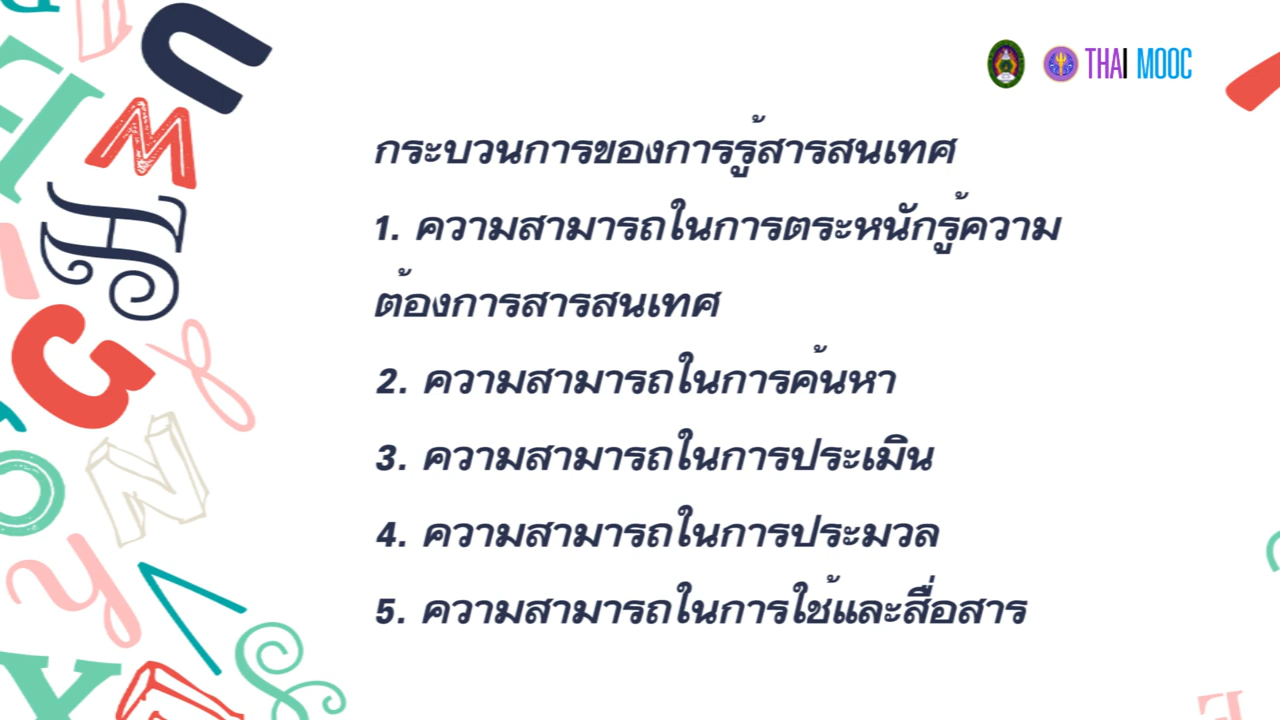 THAI MOOC
กระบวนการของการรู้สารสนเทศ
1. ความสามารถในการตระหนักรู้ความ
ต้องการสารสนเทศ
2. ความสามารถในการค้นหา
3. ความสามารถในการประเมิน
4. ความสามารถในการประมวล
5. ความสามารถในการใช้และสื่อสาร